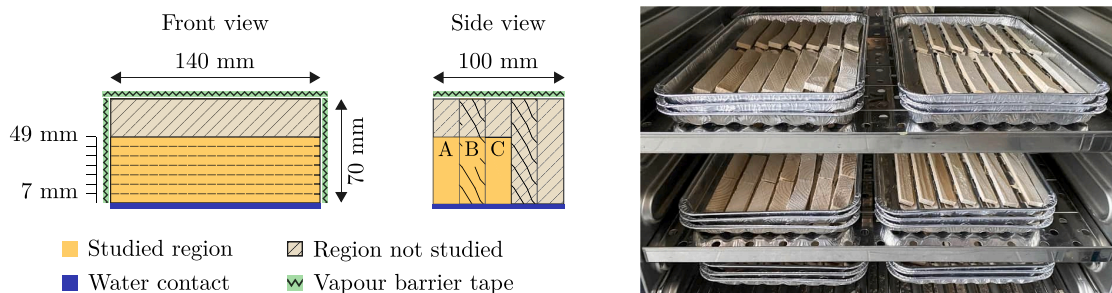 Front view
140 mm
49 mm
7 mm
70 mm
Side view
100 mm
A B C
Studied region
Region not studied
Water contact
Vapour barrier tape